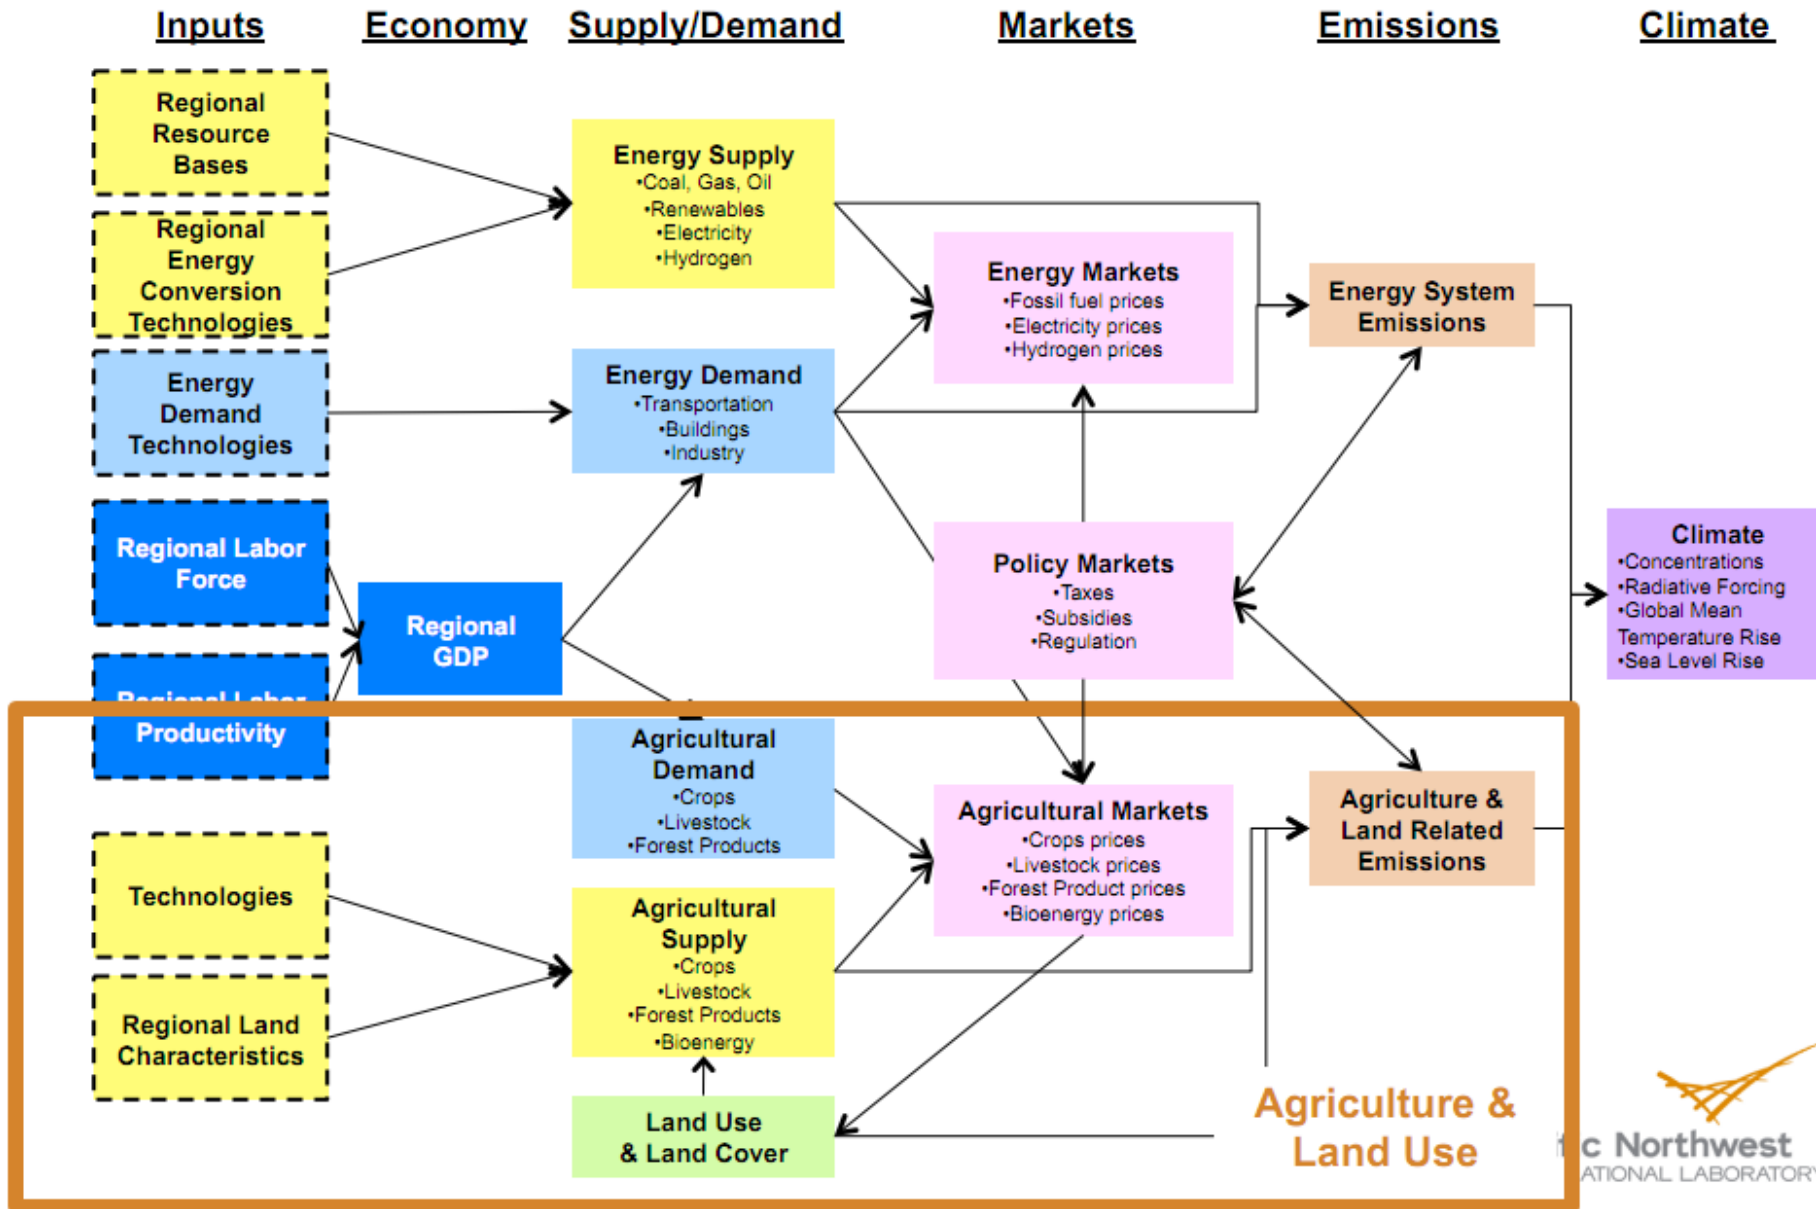 Inputs
Economy
Supply/Demand
Markets
Emissions
Climate
Regional
Resource
Bases
Regional
Energy
Conversion
Technologies
Energy
Demand
Technologies
Regional Labor
Force
Regional Labor
Productivity
Technologies
Regional Land
Characteristics
Regional
GDP
Energy Supply
•Coal, Gas, Oil
•Renewables
•Electricity
•Hydrogen
Energy Demand
•Transportation
•Buildings
•Industry
Agricultural
Demand
•Crops
•Livestock
•Forest Products
Agricultural
Supply
•Crops
•Livestock
•Forest Products
•Bioenergy
Land Use
& Land Cover
Energy Markets
•Fossil fuel prices
•Electricity prices
•Hydrogen prices
Policy Markets
•Taxes
•Subsidies
•Regulation
Agricultural Markets
•Crops prices
•Livestock prices
•Forest Product prices
•Bioenergy prices
Energy System
Emissions
Agriculture &
Land Related
Emissions
Climate
•Concentrations
•Radiative Forcing
•Global Mean
Temperature Rise
•Sea Level Rise
Agriculture &
Land Use
Northwest
LABORATORY